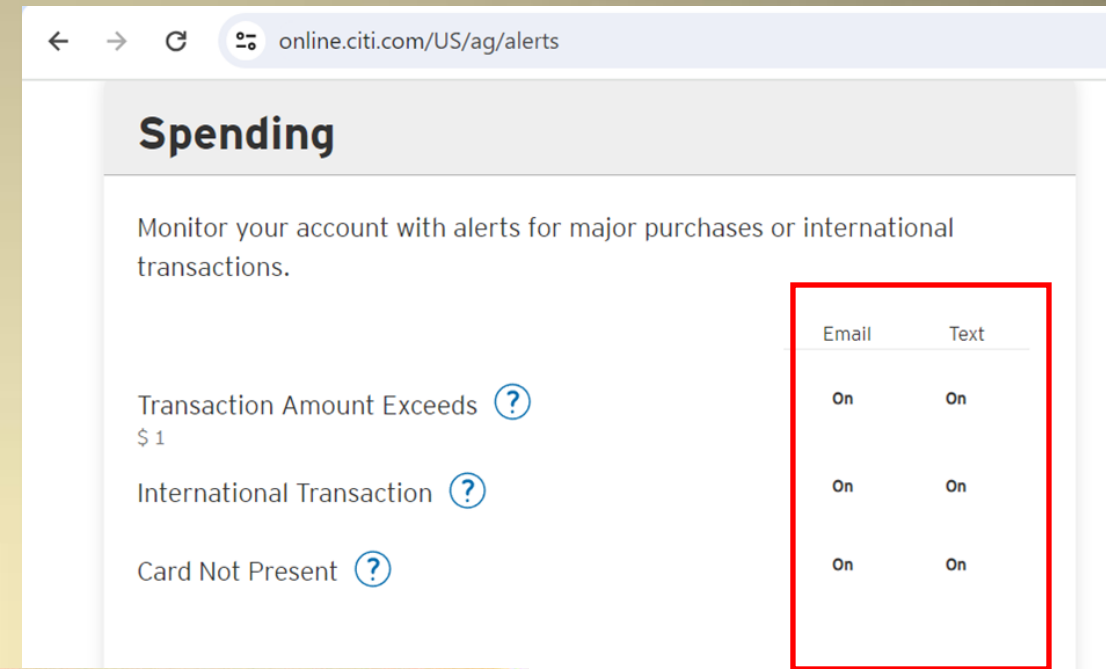 online.citi.com/US/ag/alerts
Spending
Monitor your account with alerts for major purchases or international
transactions.
Email Text
Transaction Amount Exceeds ? On On
$ 1
International Transaction ? On On
Card Not Present ? On On